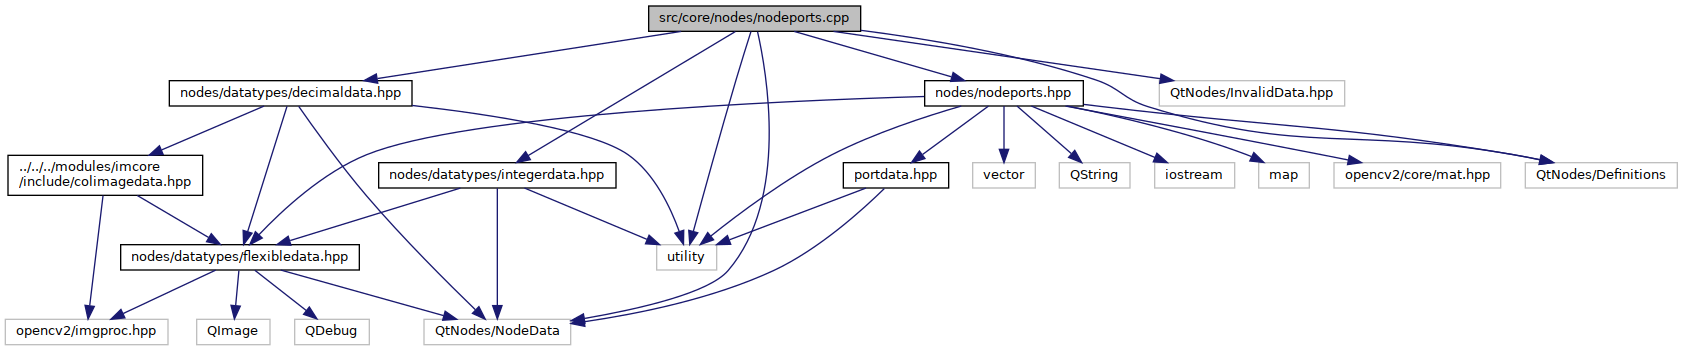 src/core/nodes/nodeports.cpp
nodes/datatypes/decimaldata.hpp
nodes/nodeports.hpp
QtNodes/InvalidData.hpp
../../../modules/imcore
/include/colimagedata.hpp
nodes/datatypes/integerdata.hpp
portdata.hpp
vector
QString
iostream
map
opencv2/core/mat.hpp
QtNodes/Definitions
nodes/datatypes/flexibledata.hpp
utility
opencv2/imgproc.hpp
QImage
QDebug
QtNodes/NodeData